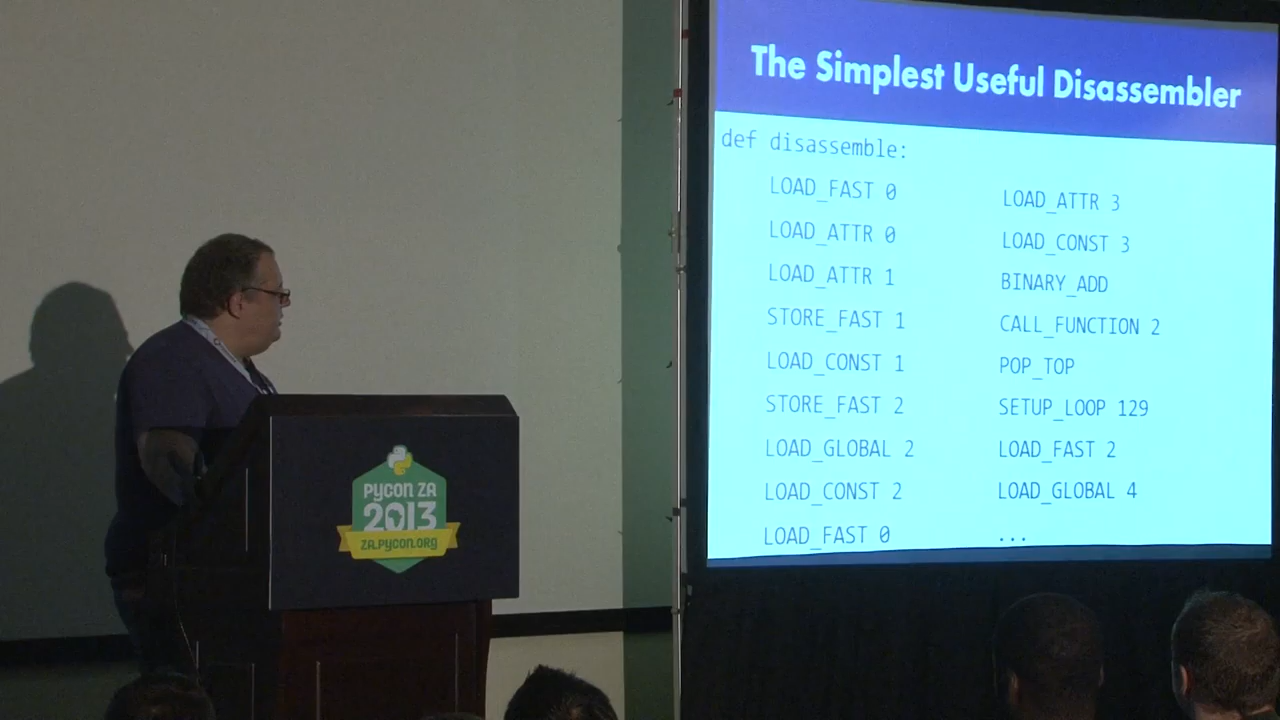 The Simplest Useful Disassembler
def disassemble:
LOAD_FAST 0
LOAD_ATTR 0
LOAD_ATTR 1
STORE_FAST 1
LOAD_CONST 1
STORE_FAST 2
LOAD_GLOBAL 2
LOAD_CONST 2
LOAD_FAST 0
LOAD_ATTR 3
LOAD_CONST 3
BINARY_ADD
CALL_FUNCTION 2
POP_TOP
SETUP_LOOP 129
LOAD_FAST 2
LOAD_GLOBAL 4
...
PYCON ZA
2013
ZA.PYCON.ORG